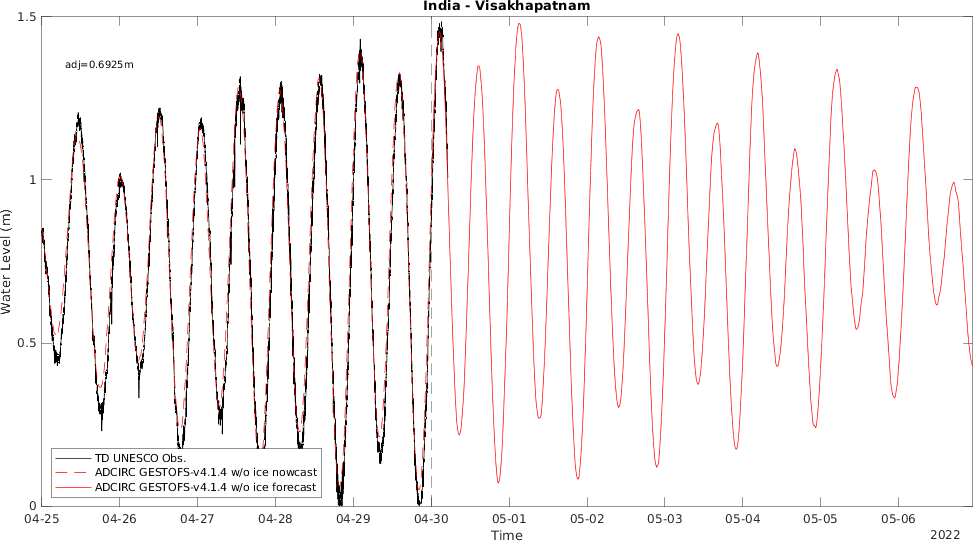 India - Visakhapatnam
1.5
adj=0.6925m
1
Water Level (m)
0.5
TD UNESCO Obs.
ADCIRC GESTOFS-v4.1.4 w/o ice nowcast
ADCIRC GESTOFS-v4.1.4 w/o ice forecast
0
04-25 04-26 04-27 04-28 04-29 04-30 05-01 05-02 05-03 05-04 05-05 05-06
Time
2022